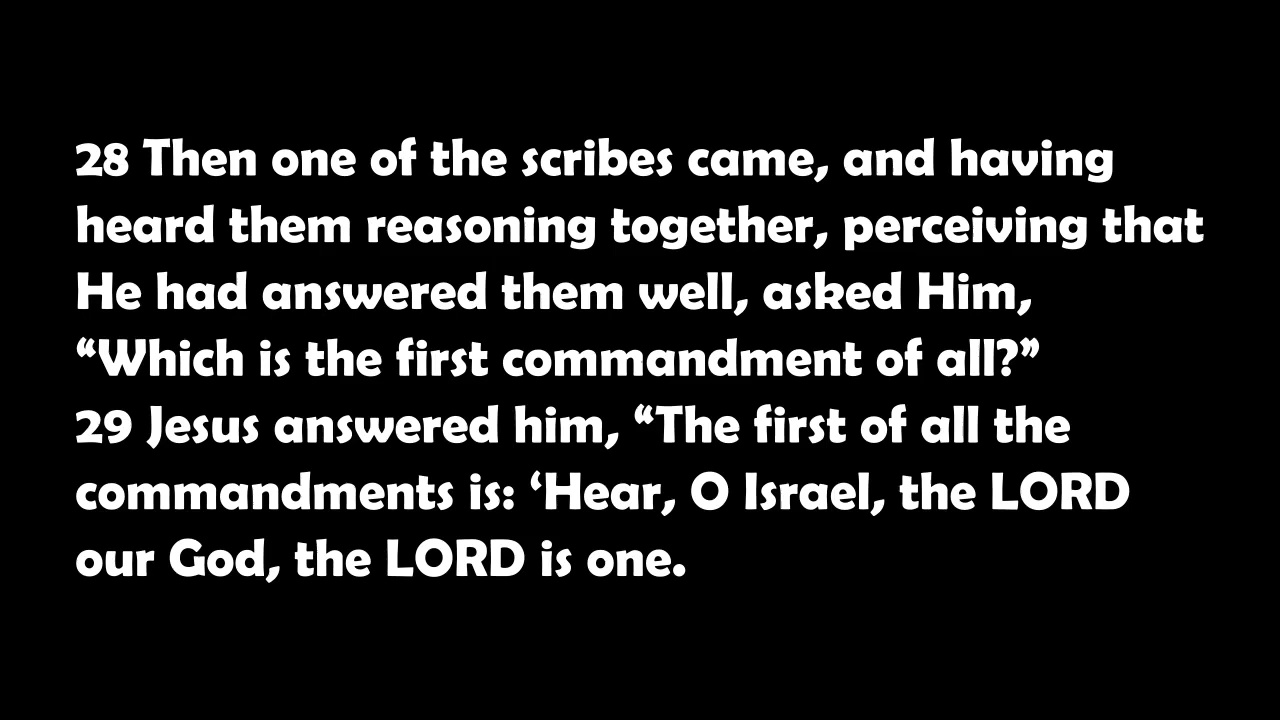 28 Then one of the scribes came, and having
heard them reasoning together, perceiving that
He had answered them well, asked Him,
“Which is the first commandment of all?”
29 Jesus answered him, “The first of all the
commandments is: ‘Hear, O Israel, the LORD
our God, the LORD is one.